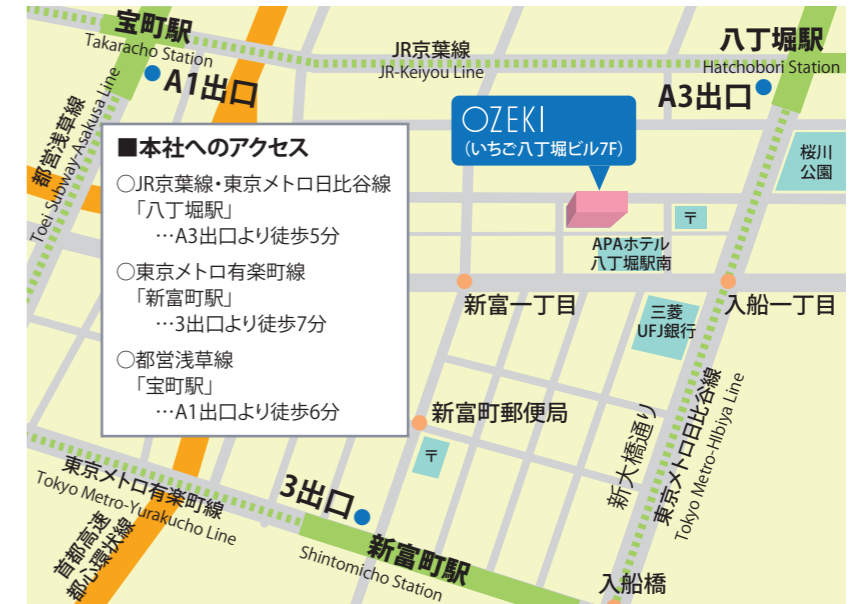 宝町駅
Takaracho Station
A1出口
JR京葉線
JR-Keiyou Line
八丁堀駅
Hatchobori Station
A3出口
都営浅草線
Toei Subway-Asakusa Line
OZEKI
(いちご八丁堀ビル7F)
桜川
公園
〒
APAホテル
八丁堀駅南
■本社へのアクセス
○JR京葉線・東京メトロ日比谷線
「八丁堀駅」
…A3出口より徒歩5分
○東京メトロ有楽町線
「新富町駅」
…3出口より徒歩7分
○都営浅草線
「宝町駅」
…A1出口より徒歩6分
新富一丁目
三菱
UFJ銀行
入船一丁目
新富町郵便局
〒
新大橋通り
東京メトロ日比谷線
Tokyo Metro-HIbiya Line
東京メトロ有楽町線
Tokyo Metro-Yurakucho Line
3出口
新富町駅
Shintomicho Station
首都高速
都心環状線
入船橋